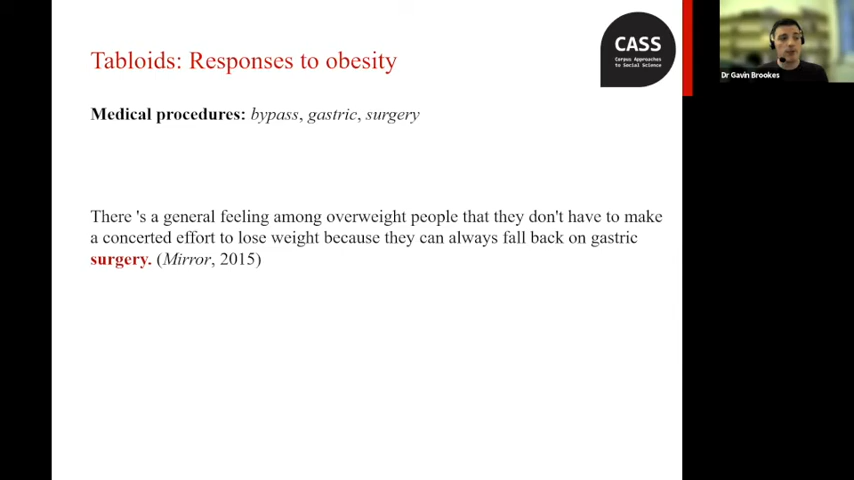 Tabloids: Responses to obesity
CASS
Corpus Approaches
to Social Science
Dr Gavin Brookes
Medical procedures: bypass, gastric, surgery
There 's a general feeling among overweight people that they don't have to make
a concerted effort to lose weight because they can always fall back on gastric
surgery. (Mirror, 2015)